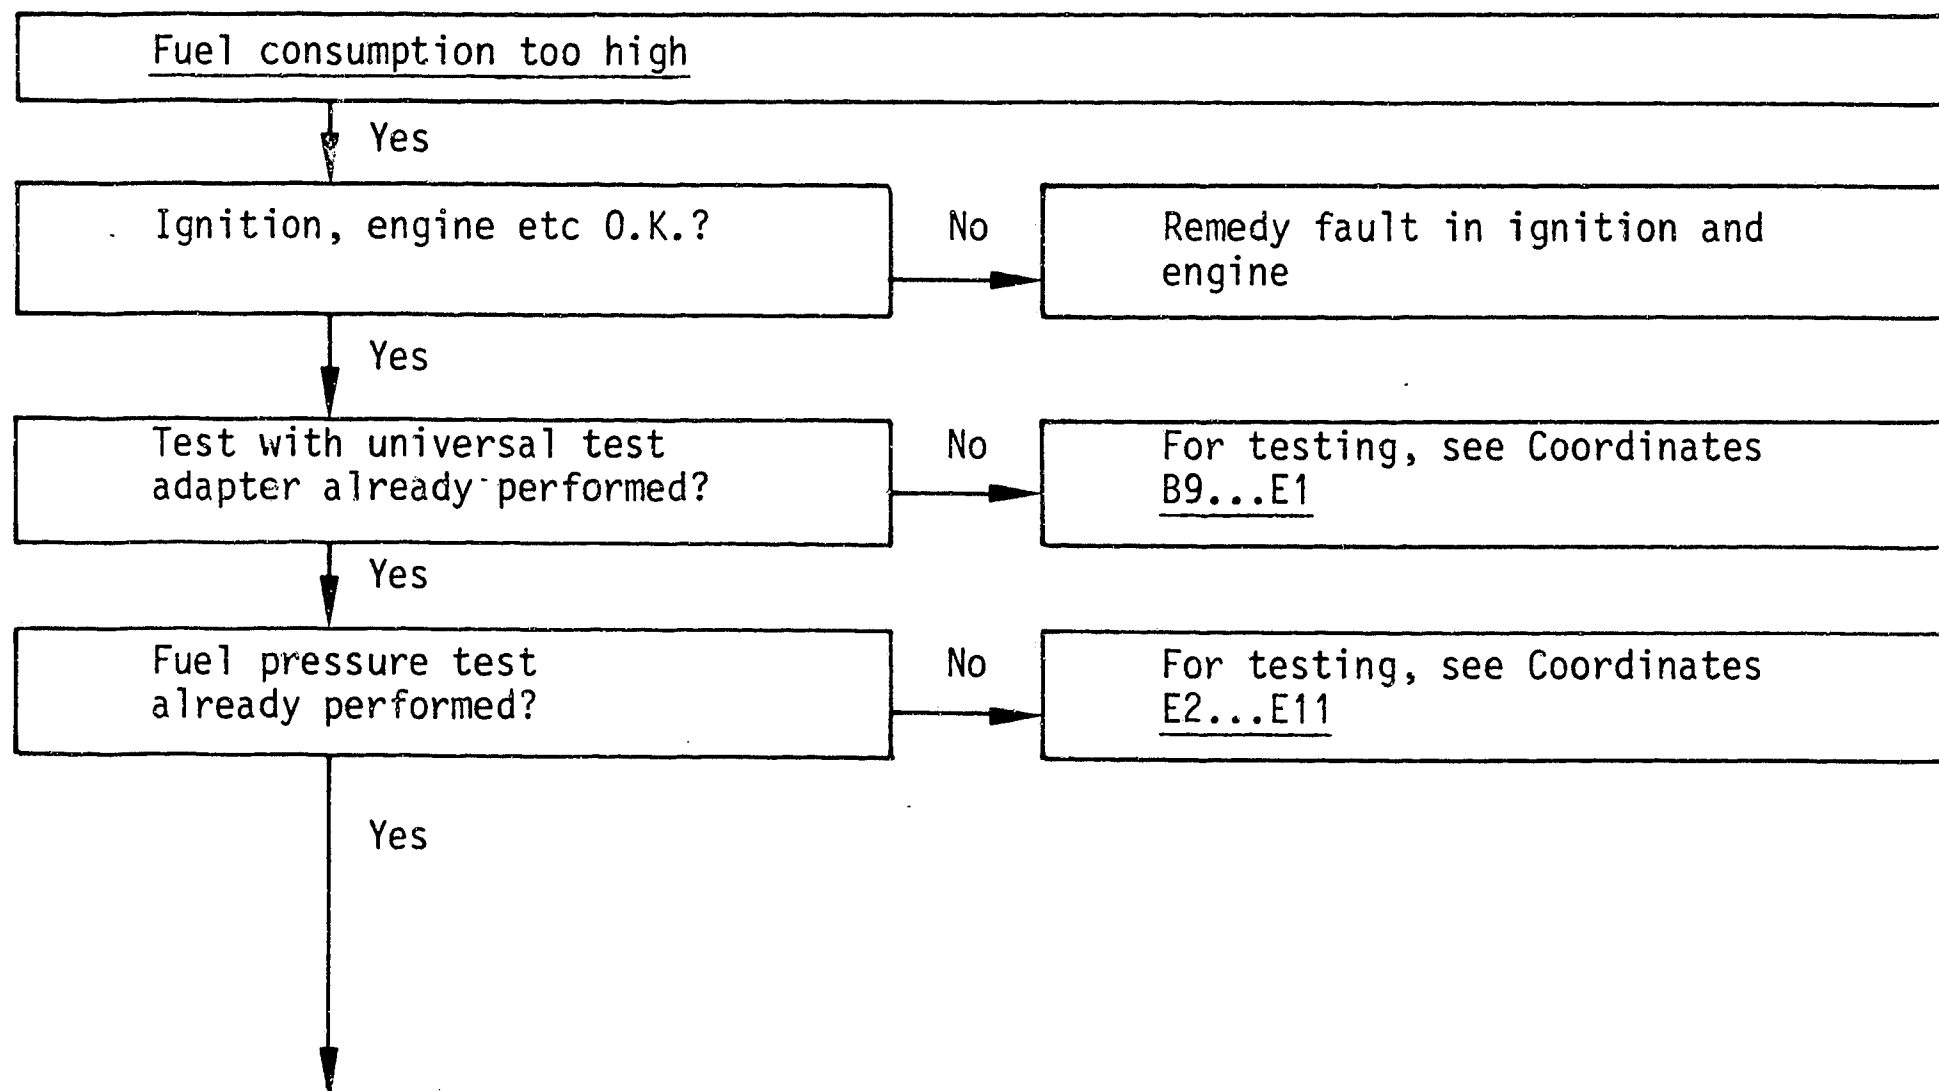 Fuel consumption too high
Yes
Ignition, engine etc O.K.?
No
Remedy fault in ignition and
engine
Yes
Test with universal test
adapter already performed?
No
For testing, see Coordinates
B9...E1
Yes
Fuel pressure test
already performed?
No
For testing, see Coordinates
E2...E11
Yes